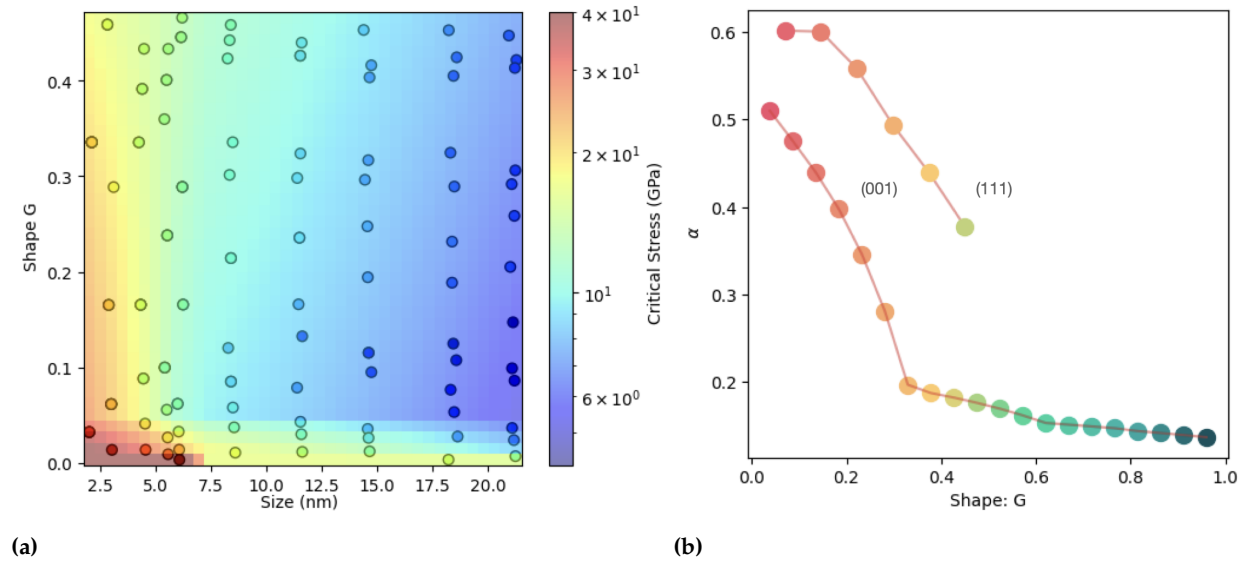 0.4
0.3
0.2
0.1
0.0
Shape G
2.5 5.0 7.5 10.0 12.5 15.0 17.5 20.0
Size (nm)
4 × 10¹
3 × 10¹
2 × 10¹
10¹
6 × 10⁰
Critical Stress (GPa)
(a)
0.6
0.5
0.4
0.3
0.2
α
(001)
(111)
0.0 0.2 0.4 0.6 0.8 1.0
Shape: G
(b)